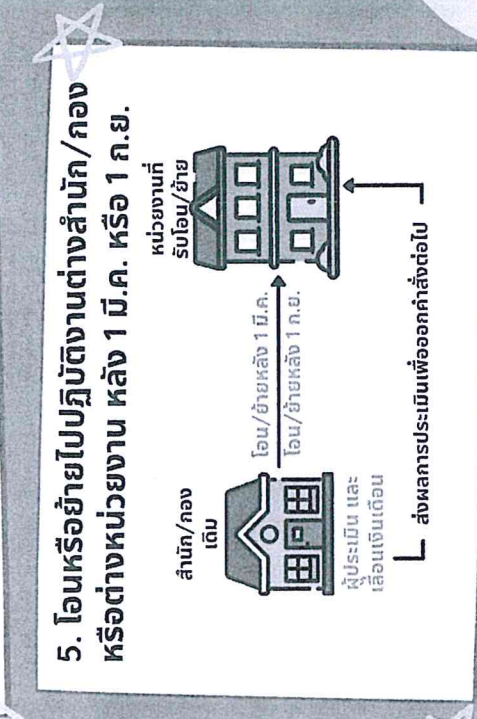 5. โอนหรือย้ายไปปฏิบัติงานต่างสำนัก/กอง
หรือต่างหน่วยงาน หลัง 1 มี.ค. หรือ 1 ก.ย.
สำนัก/กอง
เดิม
หน่วยงานที่
รับโอน/ย้าย
โอน/ย้ายหลัง 1 มี.ค.
โอน/ย้ายหลัง 1 ก.ย.
ผู้ประเมิน และ
เลื่อนเงินเดือน
ส่งผลการประเมินเพื่อออกคำสั่งต่อไป